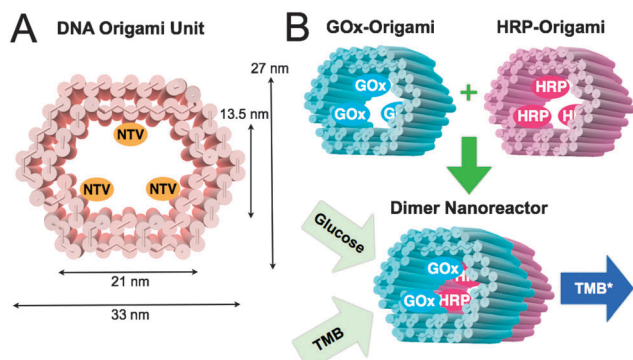 A
DNA Origami Unit
27 nm
13.5 nm
NTV
NTV
NTV
21 nm
33 nm
B
GOx-Origami
HRP-Origami
GOx
GOx
+
HRP
HRP
Dimer Nanoreactor
Glucose
GOx
GOx
HRP
TMB
TMB*